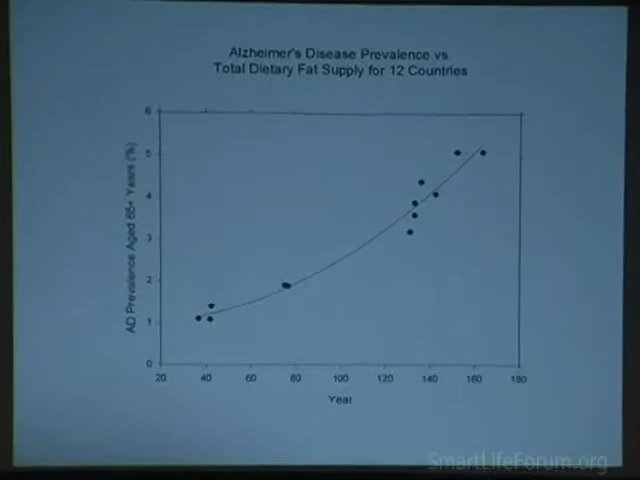 Alzheimer's Disease Prevalence vs.
Total Dietary Fat Supply for 12 Countries
AD Prevalence Aged 65+ Years (%)
6
5
4
3
2
1
0
20 40 60 80 100 120 140 160 180
Year
SmartLifeForum.org